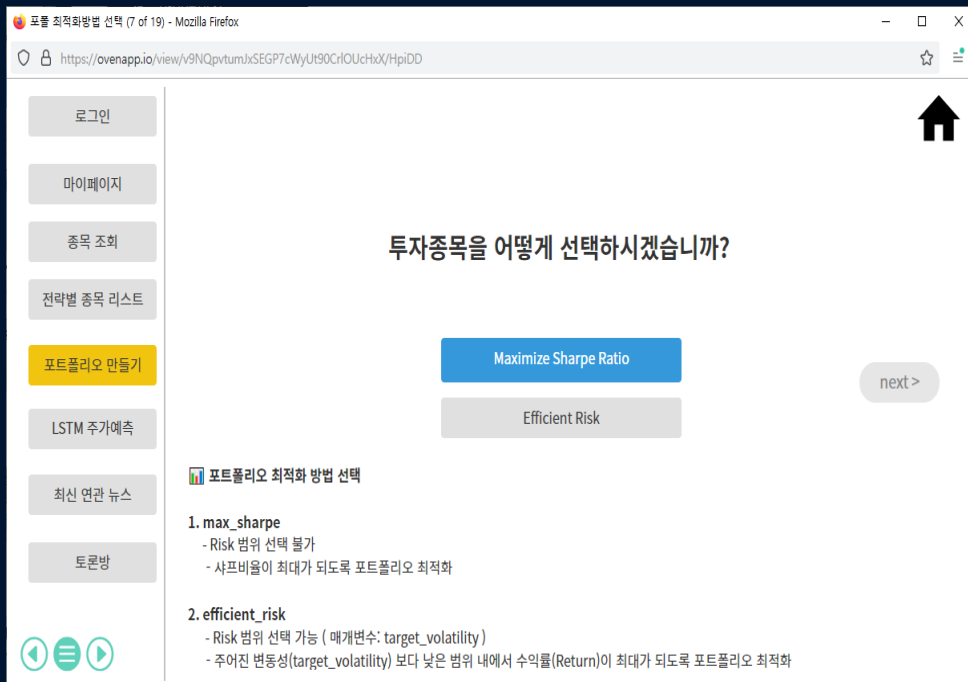 포폴 최적화방법 선택 (7 of 19) - Mozilla Firefox
https://ovenapp.io/view/v9NQpvtumJxSEGP7cWyUt90CrlOUcHxX/HpiDD
로그인
마이페이지
종목 조회
전략별 종목 리스트
포트폴리오 만들기
LSTM 주가예측
최신 연관 뉴스
토론방
투자종목을 어떻게 선택하시겠습니까?
Maximize Sharpe Ratio
Efficient Risk
next >
포트폴리오 최적화 방법 선택
1. max_sharpe
- Risk 범위 선택 불가
- 샤프비율이 최대가 되도록 포트폴리오 최적화
2. efficient_risk
- Risk 범위 선택 가능 ( 매개변수: target_volatility )
- 주어진 변동성(target_volatility) 보다 낮은 범위 내에서 수익률(Return)이 최대가 되도록 포트폴리오 최적화